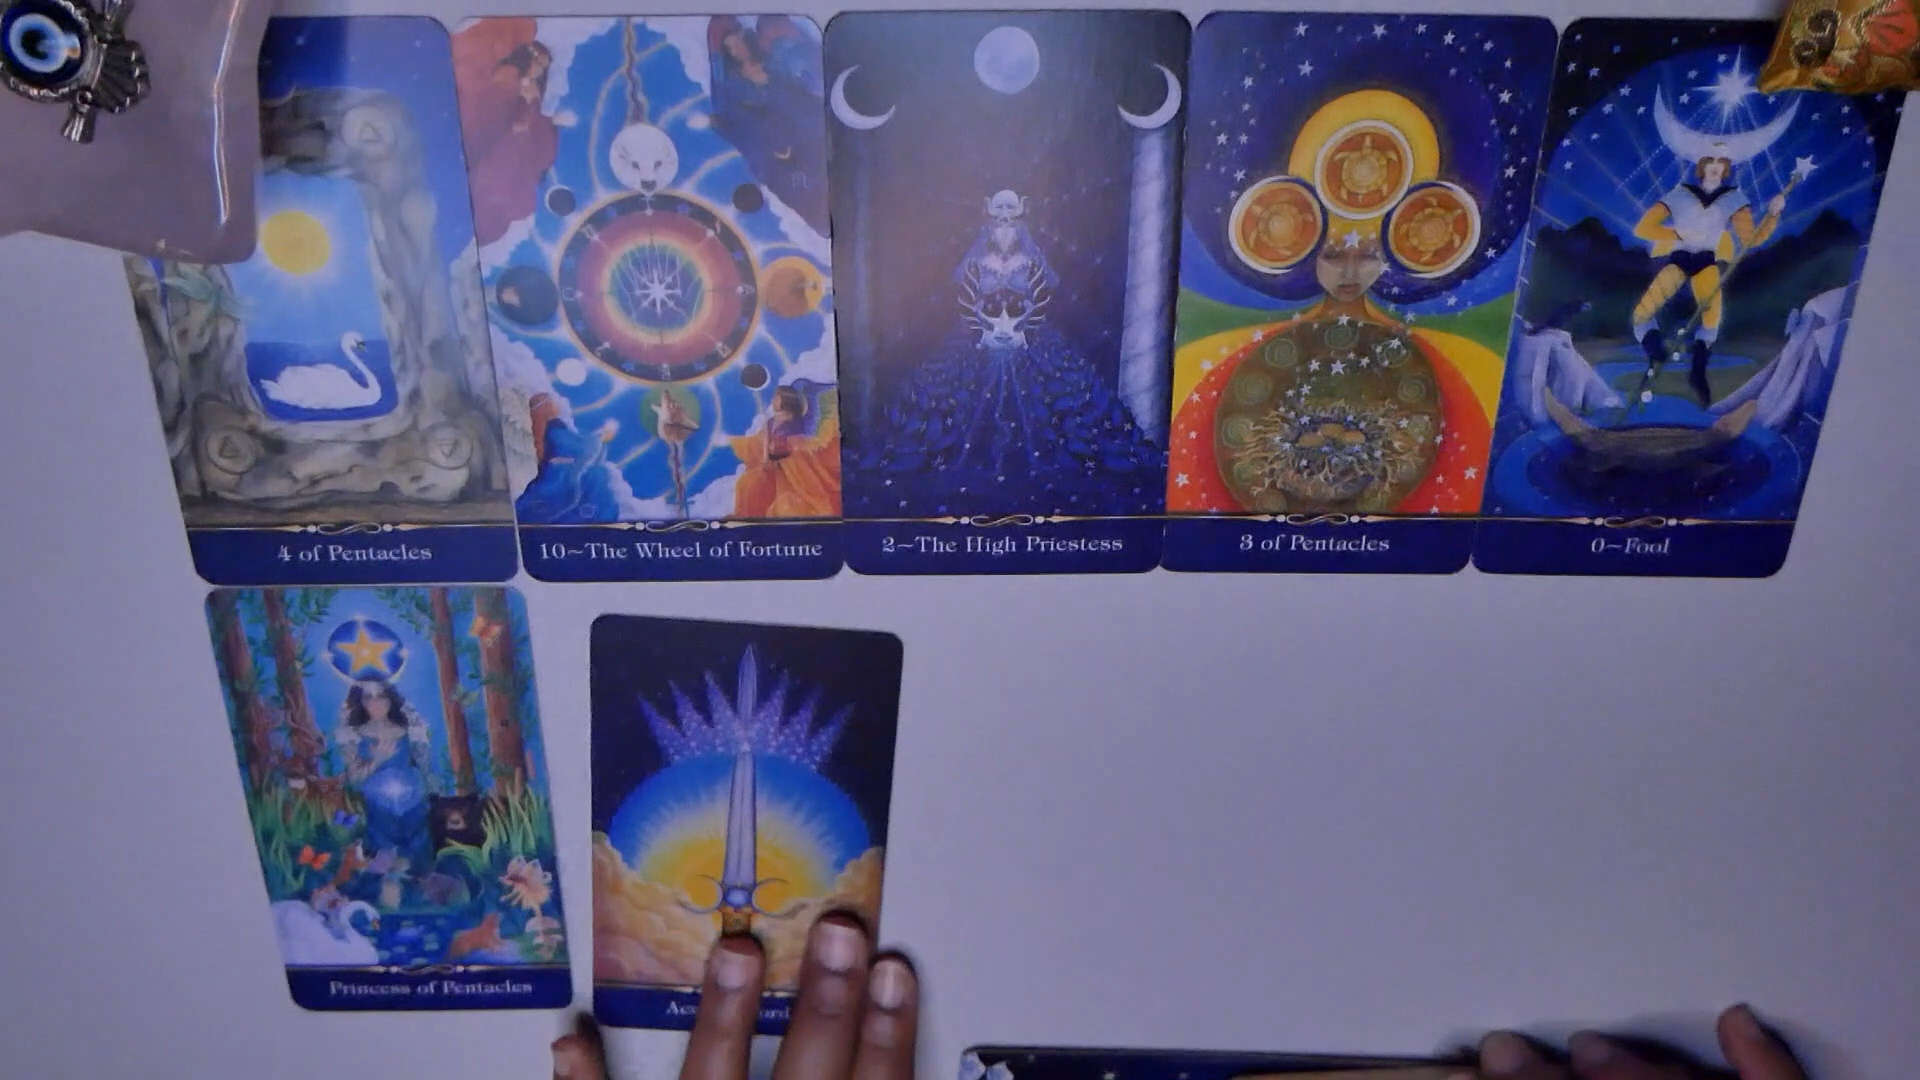 4 of Pentacles
10~The Wheel of Fortune
2~The High Priestess
3 of Pentacles
0~Fool
Princess of Pentacles